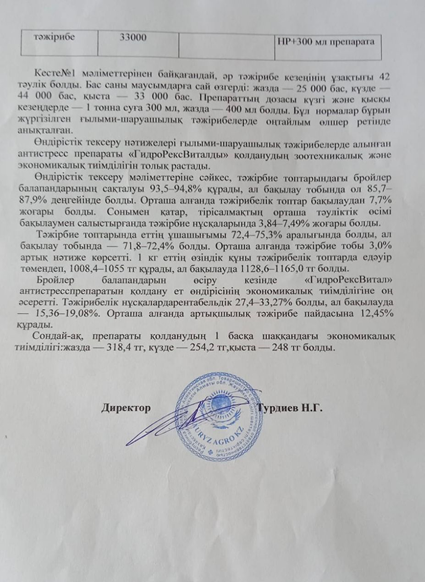 тәжірибе 33000 НР+300 мл препарата
Кесте№1 мәліметтерінен байқағандай, әр тәжірибе кезеңінің ұзақтығы 42
тәулік болды. Бас саны маусымдарға сай өзгерді: жазда — 25 000 бас, күзде —
44 000 бас, қыста — 33 000 бас. Препараттың дозасы күзгі және қысқы
кезеңдерде — 1 тонна суға 300 мл, жазда — 400 мл болды. Бұл нормалар бұрын
жүргізілген ғылыми-шаруашылық тәжірибелерде оңтайлым өлшер ретінде
анықталған.
Өндірістік тексеру нәтижелері ғылыми-шаруашылық тәжірибелерде алынған
антистресс препараты «ГидроРексВиталды» қолданудың зоотехникалық және
экономикалық тиімділігін толық растады.
Өндірістік тексеру мәліметтеріне сәйкес, тәжірбие топтарындағы бройлер
балапандарының сақталуы 93,5–94,8% құрады, ал бақылау тобында ол 85,7–
87,9% деңгейінде болды. Орташа алғанда тәжірибелік топтар бақылаудан 7,7%
жоғары болды. Сонымен қатар, тірісалмақтың орташа тәуліктік өсімі
бақылаумен салыстырғанда тәжірбие нұсқаларында 3,84–7,49% жоғары болды.
Тәжірбие топтарында еттің ұшашығымы 72,4–75,3% аралығында болды, ал
бақылау тобында — 71,8–72,4% болды. Орташа алғанда тәжірбие тобы 3,0%
артық нәтиже көрсетті. 1 кг еттің өзіндік құны тәжірибелік топтарда едәуір
төмендеп, 1008,4–1055 тг құрады, ал бақылауда 1128,6–1165,0 тг болды.
Бройлер балапандарын өсіру кезінде «ГидроРексВитал»
антистресспрепаратын қолдану ет өндірісінің экономикалық тиімділігіне оң
әсеретті. Тәжірибелік нұсқалардарентабельдік 27,4–33,27% болды, ал бақылауда
— 15,36–19,08%. Орташа алғанда артықшылық тәжірибе пайдасына 12,45%
құрады.
Сондай-ақ, препараты қолданудың 1 басқа шаққандағы экономикалық
тиімділігі:жазда — 318,4 тг, күзде — 254,2 тг,қыста — 248 тг болды.
Директор Турдиев Н.Г.
AGRO KZ